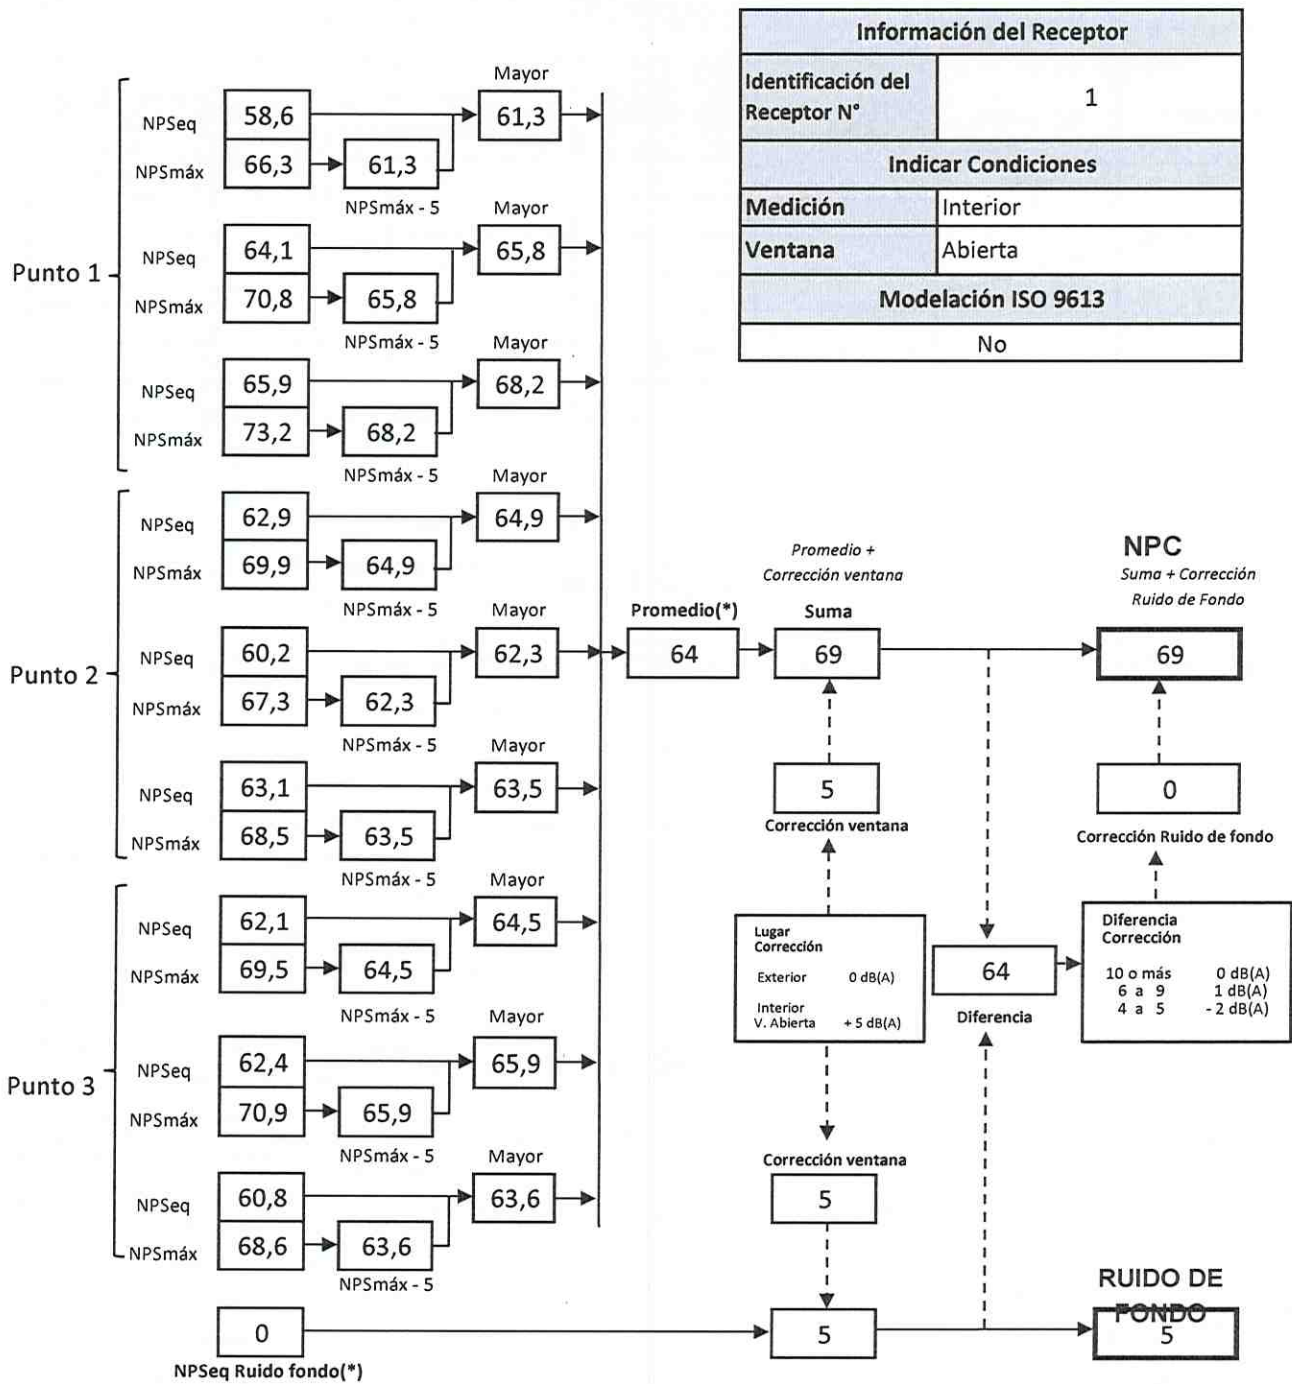 Información del Receptor
Identificación del
Receptor N°
1
Indicar Condiciones
Medición Interior
Ventana Abierta
Modelación ISO 9613
No
Punto 1
Mayor
NPSeq 58,6 61,3
NPSmáx 66,3 61,3
NPSmáx - 5
Mayor
NPSeq 64,1 65,8
NPSmáx 70,8 65,8
NPSmáx - 5
Mayor
NPSeq 65,9 68,2
NPSmáx 73,2 68,2
NPSmáx - 5
Punto 2
Mayor
NPSeq 62,9 64,9
NPSmáx 69,9 64,9
NPSmáx - 5
Mayor
NPSeq 60,2 62,3
NPSmáx 67,3 62,3
NPSmáx - 5
Mayor
NPSeq 63,1 63,5
NPSmáx 68,5 63,5
NPSmáx - 5
Punto 3
Mayor
NPSeq 62,1 64,5
NPSmáx 69,5 64,5
NPSmáx - 5
Mayor
NPSeq 62,4 65,9
NPSmáx 70,9 65,9
NPSmáx - 5
Mayor
NPSeq 60,8 63,6
NPSmáx 68,6 63,6
NPSmáx - 5
0
NPSeq Ruido fondo(*)
Promedio(*)
64
Promedio +
Corrección ventana
Suma
69
5
Corrección ventana
Lugar
Corrección
Exterior 0 dB(A)
Interior
V. Abierta + 5 dB(A)
Corrección ventana
5
5
64
Diferencia
NPC
Suma + Corrección
Ruido de Fondo
69
0
Corrección Ruido de fondo
Diferencia
Corrección
10 o más 0 dB(A)
6 a 9 1 dB(A)
4 a 5 - 2 dB(A)
RUIDO DE
FONDO
5